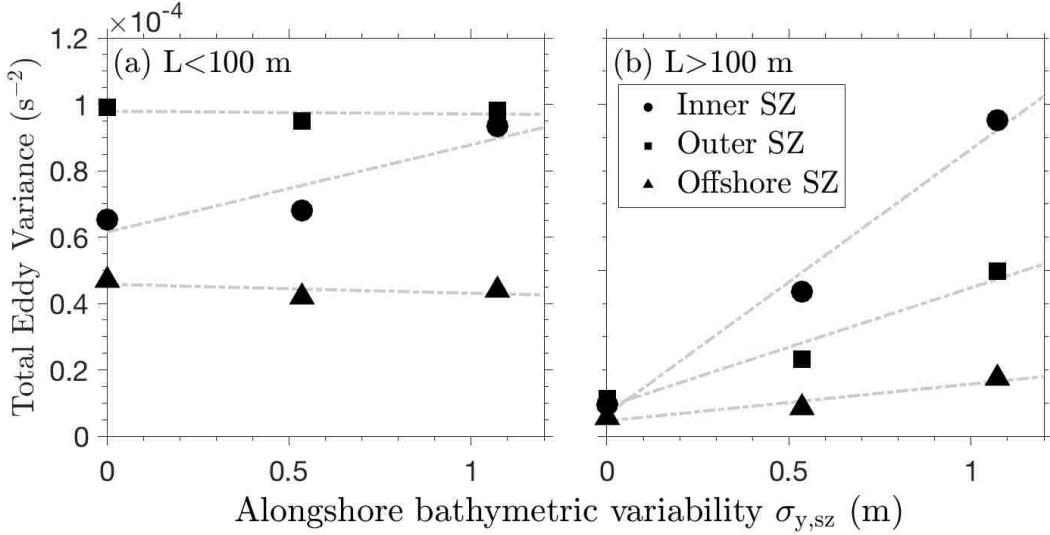 ×10⁻⁴
(a) L<100 m
(b) L>100 m
Inner SZ
Outer SZ
Offshore SZ
Total Eddy Variance (s⁻²)
1.2
1
0.8
0.6
0.4
0.2
0
0 0.5 1
0 0.5 1
Alongshore bathymetric variability σy,sz (m)